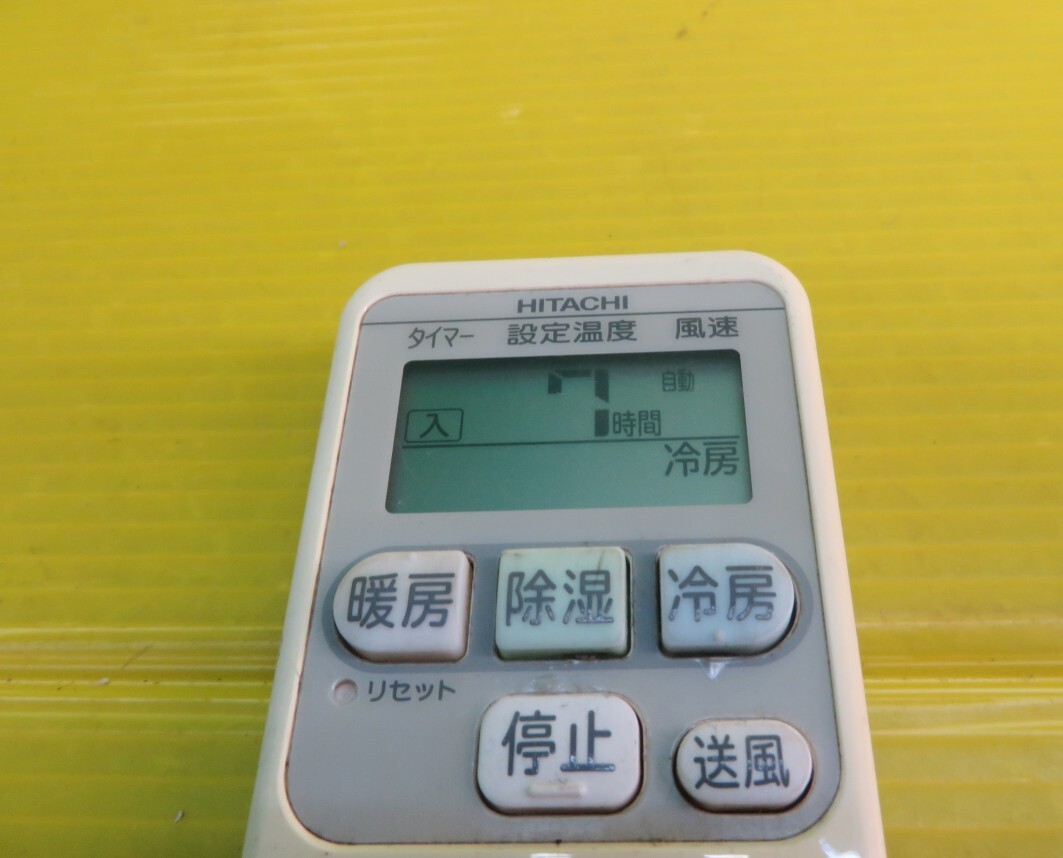 HITACHI
タイマー 設定温度 風速
自動
入 時間
冷房
暖房 除湿 冷房
リセット
停止 送風